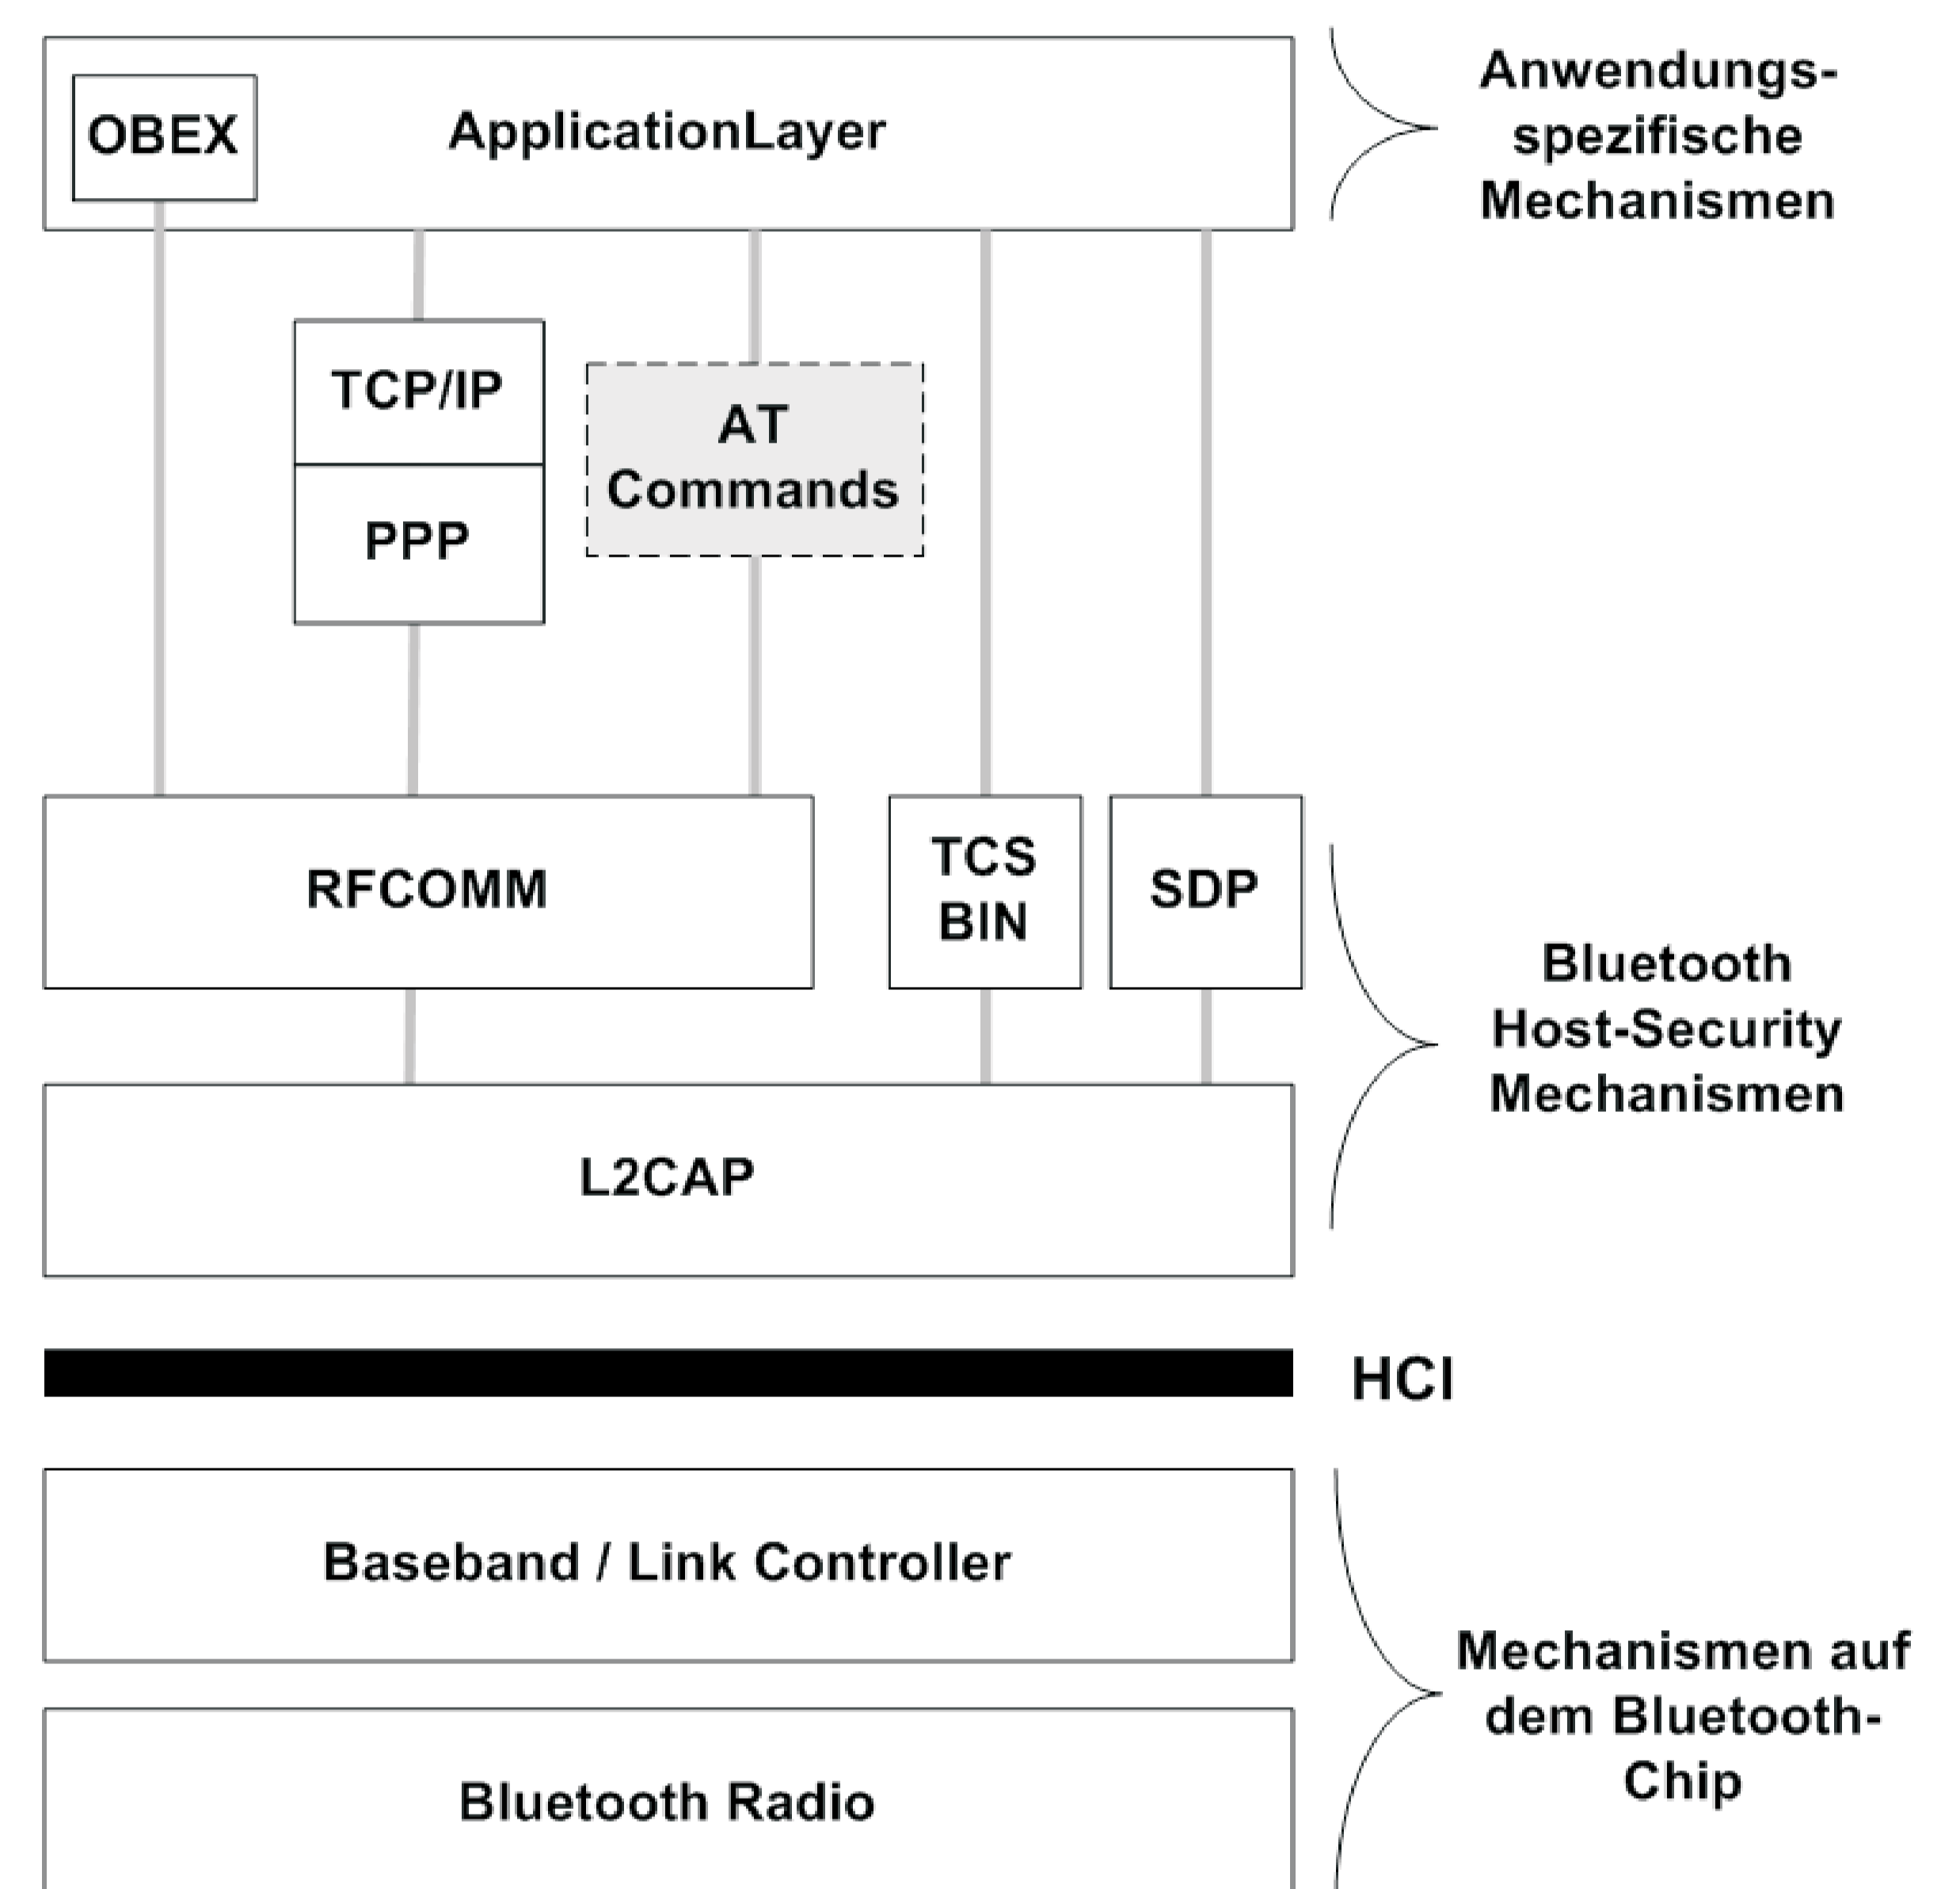 OBEX
ApplicationLayer
Anwendungs-
spezifische
Mechanismen
TCP/IP
PPP
AT
Commands
RFCOMM
TCS
BIN
SDP
Bluetooth
Host-Security
Mechanismen
L2CAP
HCI
Baseband / Link Controller
Mechanismen auf
dem Bluetooth-
Chip
Bluetooth Radio